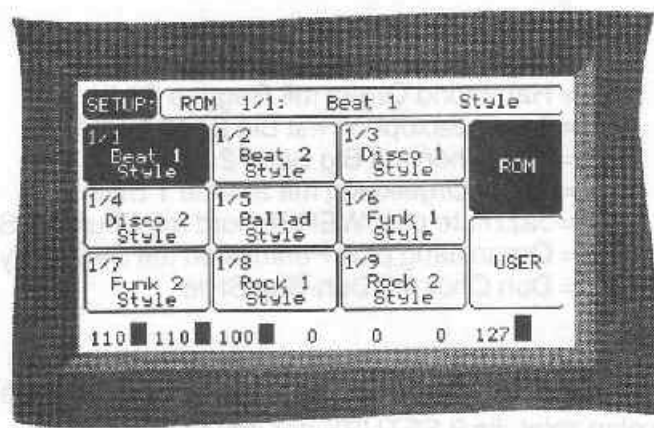 SETUP: ROM 1/1: Beat 1 Style
1/1 1/2 1/3
Beat 1 Beat 2 Disco 1 ROM
Style Style Style
1/4 1/5 1/6
Disco 2 Ballad Funk 1
Style Style Style
1/7 1/8 1/9 USER
Funk 2 Rock 1 Rock 2
Style Style Style
110 110 100 0 0 0 127